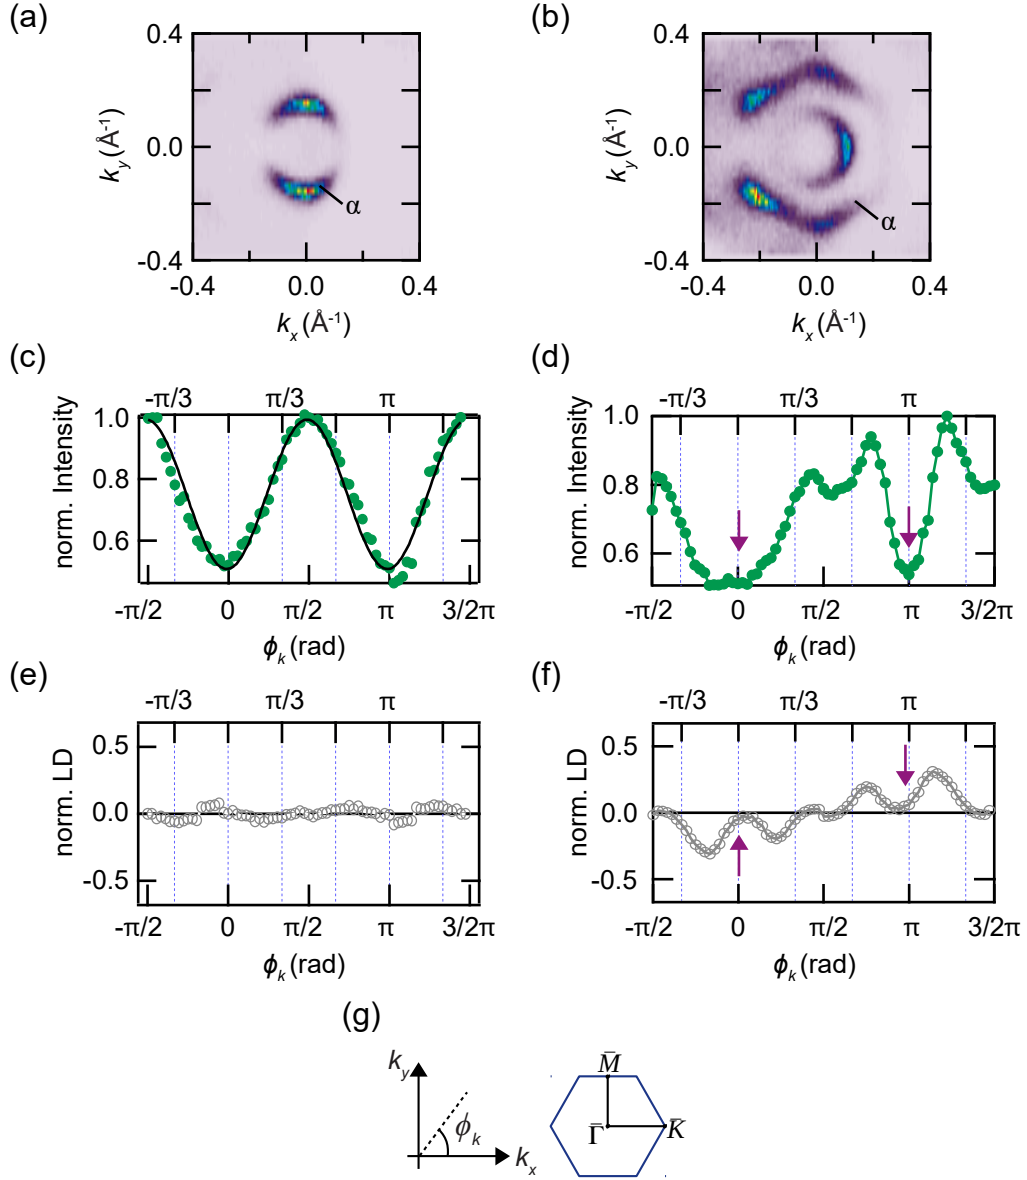 (a)
(b)
0.4
0.0
-0.4
ky (Å-1)
α
-0.4 0.0 0.4
kx (Å-1)
0.4
0.0
-0.4
ky (Å-1)
α
-0.4 0.0 0.4
kx (Å-1)
(c)
(d)
-π/3 π/3 π
1.0
0.8
0.6
norm. Intensity
-π/2 0 π/2 π 3/2π
ϕk (rad)
-π/3 π/3 π
1.0
0.8
0.6
norm. Intensity
-π/2 0 π/2 π 3/2π
ϕk (rad)
(e)
(f)
-π/3 π/3 π
0.5
0.0
-0.5
norm. LD
-π/2 0 π/2 π 3/2π
ϕk (rad)
-π/3 π/3 π
0.5
0.0
-0.5
norm. LD
-π/2 0 π/2 π 3/2π
ϕk (rad)
(g)
ky
ϕk
kx
M̄
Γ̄
K̄